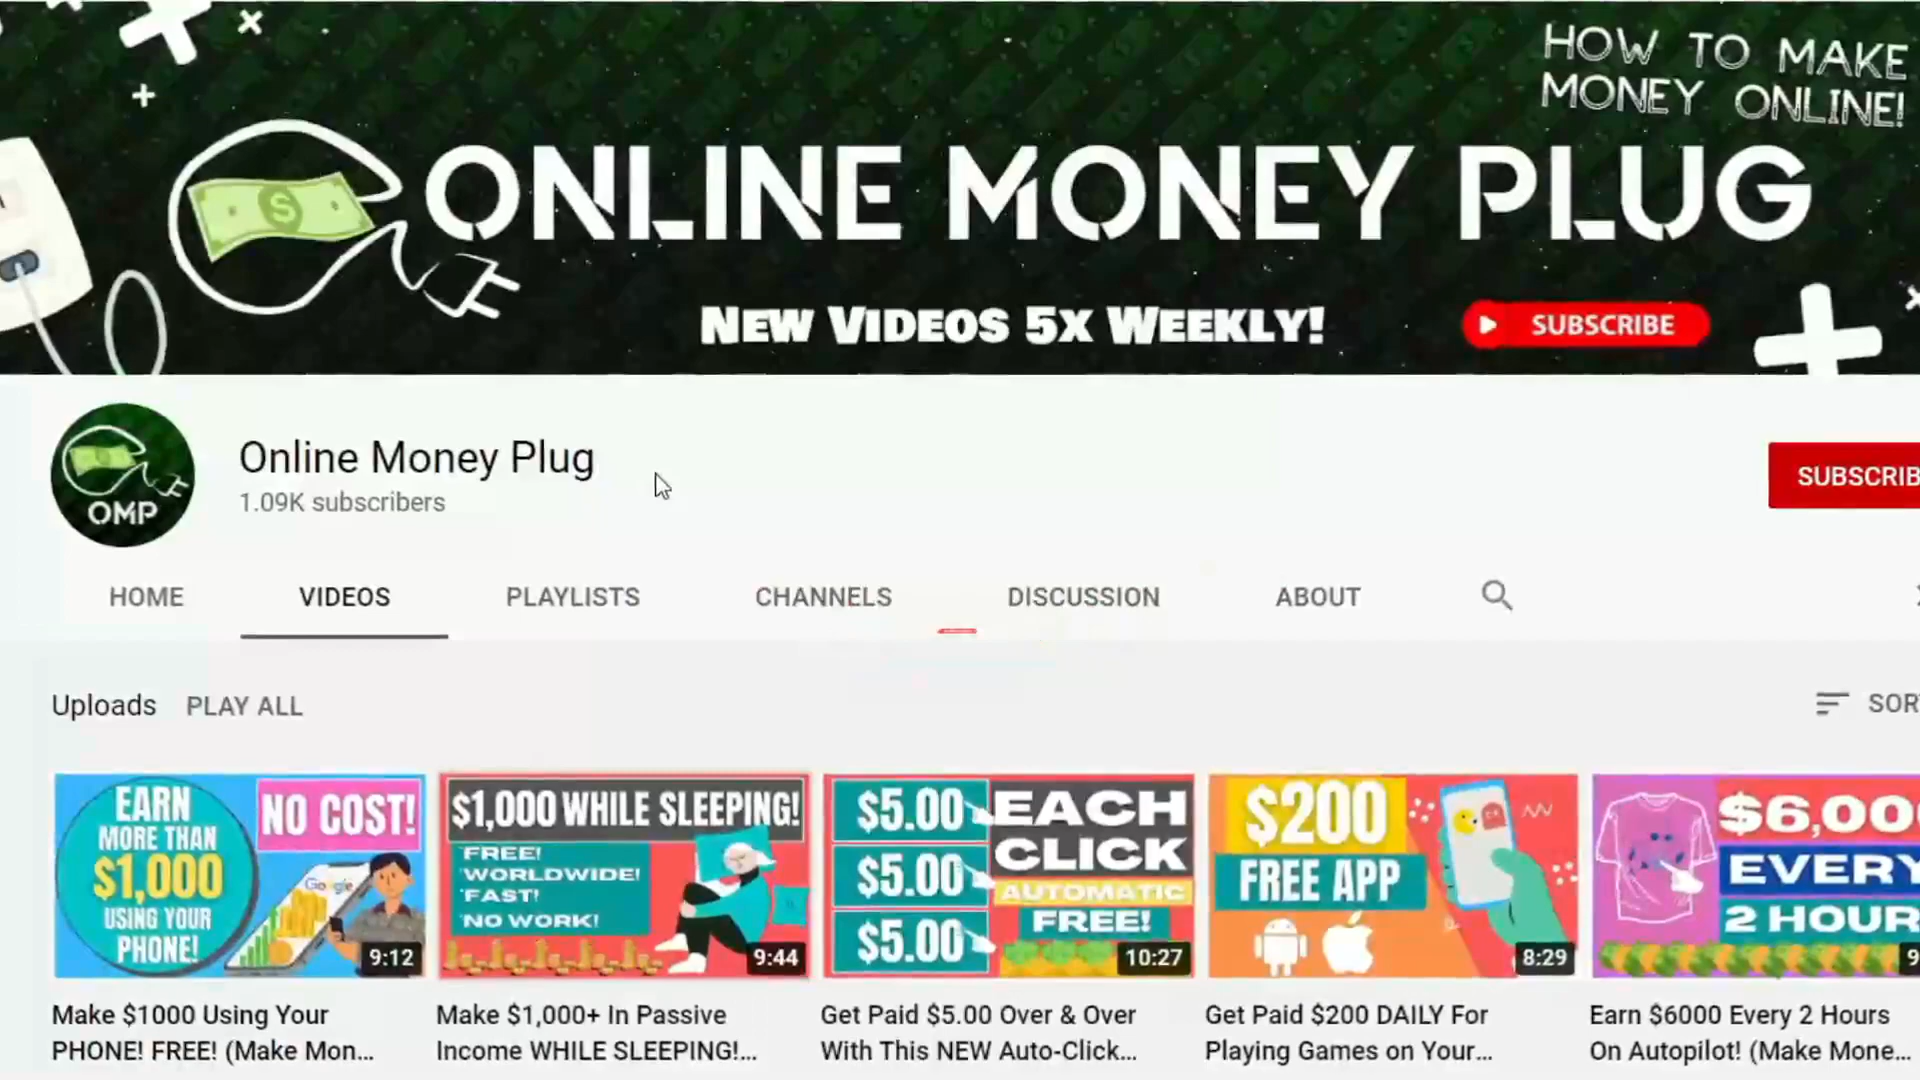 HOW TO MAKE
MONEY ONLINE!
ONLINE MONEY PLUG
NEW VIDEOS 5X WEEKLY!
SUBSCRIBE
OMP
Online Money Plug
1.09K subscribers
SUBSCRIB
HOME VIDEOS PLAYLISTS CHANNELS DISCUSSION ABOUT
Uploads PLAY ALL
SOR
EARN
MORE THAN
$1,000
USING YOUR
PHONE!
NO COST!
Google
9:12
$1,000 WHILE SLEEPING!
*FREE!
*WORLDWIDE!
*FAST!
*NO WORK!
9:44
$5.00
$5.00
$5.00
EACH
CLICK
AUTOMATIC
FREE!
10:27
$200
FREE APP
8:29
$6,00
EVERY
2 HOUR
9
Make $1000 Using Your
PHONE! FREE! (Make Mon...
Make $1,000+ In Passive
Income WHILE SLEEPING!...
Get Paid $5.00 Over & Over
With This NEW Auto-Click...
Get Paid $200 DAILY For
Playing Games on Your...
Earn $6000 Every 2 Hours
On Autopilot! (Make Mone...